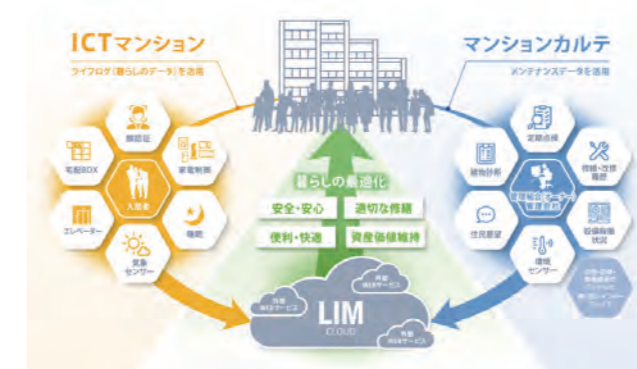 ICTマンション
ライフログ(暮らしのデータ)を活用
マンションカルテ
メンテナンスデータを活用
顔認証
宅配BOX
家電制御
入居者
エレベーター
睡眠
気象
センサー
定期点検
建物診断
修繕・改修
履歴
管理組合(オーナー)
住民要望
設備稼働
状況
環境
センサー
暮らしの最適化
安全・安心
適切な修繕
便利・快適
資産価値維持
外部
WEBサービス
外部
WEBサービス
外部
WEBサービス
LIM
CLOUD